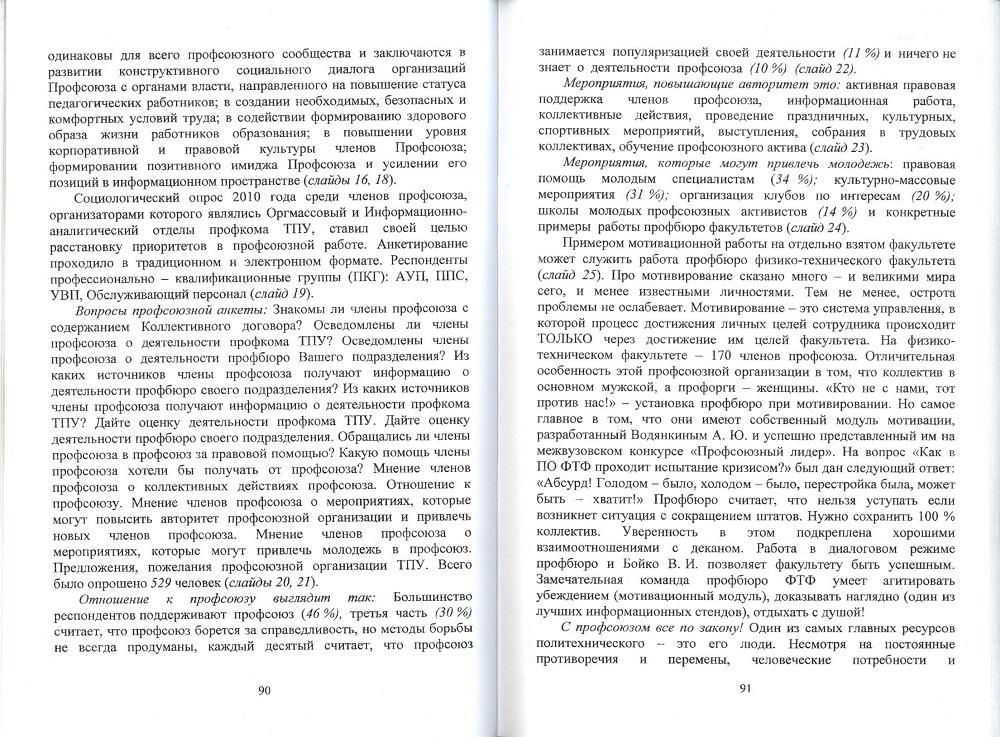 одинаковы для всего профсоюзного сообщества и заключаются в
развитии конструктивного социального диалога организаций
Профсоюза с органами власти, направленного на повышение статуса
педагогических работников; в создании необходимых, безопасных и
комфортных условий труда; в содействии формированию здорового
образа жизни работников образования; в повышении уровня
корпоративной и правовой культуры членов Профсоюза;
формировании позитивного имиджа Профсоюза и усилении его
позиций в информационном пространстве (слайды 16, 18).
Социологический опрос 2010 года среди членов профсоюза,
организаторами которого являлись Оргмассовый и Информационно-
аналитический отделы профкома ТПУ, ставил своей целью
расстановку приоритетов в профсоюзной работе. Анкетирование
проходило в традиционном и электронном формате. Респонденты
профессионально – квалификационные группы (ПКГ): АУП, ППС,
УВП, Обслуживающий персонал (слайд 19).
Вопросы профсоюзной анкеты: Знакомы ли члены профсоюза с
содержанием Коллективного договора? Осведомлены ли члены
профсоюза о деятельности профкома ТПУ? Осведомлены члены
профсоюза о деятельности профбюро Вашего подразделения? Из
каких источников члены профсоюза получают информацию о
деятельности профбюро своего подразделения? Из каких источников
члены профсоюза получают информацию о деятельности профкома
ТПУ? Дайте оценку деятельности профкома ТПУ. Дайте оценку
деятельности профбюро своего подразделения. Обращались ли члены
профсоюза в профсоюз за правовой помощью? Какую помощь члены
профсоюза хотели бы получать от профсоюза? Мнение членов
профсоюза о коллективных действиях профсоюза. Отношение к
профсоюзу. Мнение членов профсоюза о мероприятиях, которые
могут повысить авторитет профсоюзной организации и привлечь
новых членов профсоюза. Мнение членов профсоюза о
мероприятиях, которые могут привлечь молодежь в профсоюз.
Предложения, пожелания профсоюзной организации ТПУ. Всего
было опрошено 529 человек (слайды 20, 21).
Отношение к профсоюзу выглядит так: Большинство
респондентов поддерживают профсоюз (46 %), третья часть (30 %)
считает, что профсоюз борется за справедливость, но методы борьбы
не всегда продуманы, каждый десятый считает, что профсоюз
90
занимается популяризацией своей деятельности (11 %) и ничего не
знает о деятельности профсоюза (10 %) (слайд 22).
Мероприятия, повышающие авторитет это: активная правовая
поддержка членов профсоюза, информационная работа,
коллективные действия, проведение праздничных, культурных,
спортивных мероприятий, выступления, собрания в трудовых
коллективах, обучение профсоюзного актива (слайд 23).
Мероприятия, которые могут привлечь молодежь: правовая
помощь молодым специалистам (34 %); культурно-массовые
мероприятия (31 %); организация клубов по интересам (20 %);
школы молодых профсоюзных активистов (14 %) и конкретные
примеры работы профбюро факультетов (слайд 24).
Примером мотивационной работы на отдельно взятом факультете
может служить работа профбюро физико-технического факультета
(слайд 25). Про мотивирование сказано много – и великими мира
сего, и менее известными личностями. Тем не менее, острота
проблемы не ослабевает. Мотивирование – это система управления, в
которой процесс достижения личных целей сотрудника происходит
ТОЛЬКО через достижение им целей факультета. На физико-
техническом факультете – 170 членов профсоюза. Отличительная
особенность этой профсоюзной организации в том, что коллектив в
основном мужской, а профорги – женщины. «Кто не с нами, тот
против нас!» – установка профбюро при мотивировании. Но самое
главное в том, что они имеют собственный модуль мотивации,
разработанный Водянкиным А. Ю. и успешно представленный им на
межвузовском конкурсе «Профсоюзный лидер». На вопрос «Как в
ПО ФТФ проходит испытание кризисом?» был дан следующий ответ:
«Абсурд! Голодом – было, холодом – было, перестройка была, может
быть – хватит!» Профбюро считает, что нельзя уступать если
возникнет ситуация с сокращением штатов. Нужно сохранить 100 %
коллектив. Уверенность в этом подкреплена хорошими
взаимоотношениями с деканом. Работа в диалоговом режиме
профбюро и Бойко В. И. позволяет факультету быть успешным.
Замечательная команда профбюро ФТФ умеет агитировать
убеждением (мотивационный модуль), доказывать наглядно (один из
лучших информационных стендов), отдыхать с душой!
С профсоюзом все по закону! Один из самых главных ресурсов
политехнического – это его люди. Несмотря на постоянные
противоречия и перемены, человеческие потребности и
91